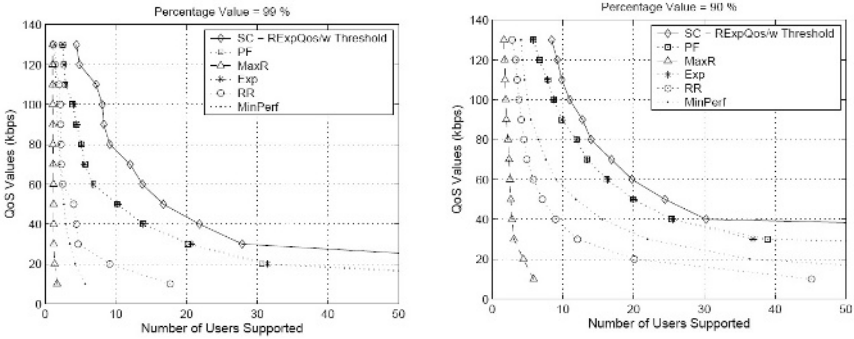 Percentage Value = 99 %
140
120
100
80
60
40
20
0
QoS Values (kbps)
SC - RExpQos/w Threshold
PF
MaxR
Exp
RR
MinPerf
0
10
20
30
40
50
Number of Users Supported
Percentage Value = 90 %
140
120
100
80
60
40
20
0
QoS Values (kbps)
SC - RExpQos/w Threshold
PF
MaxR
Exp
RR
MinPerf
0
10
20
30
40
50
Number of Users Supported